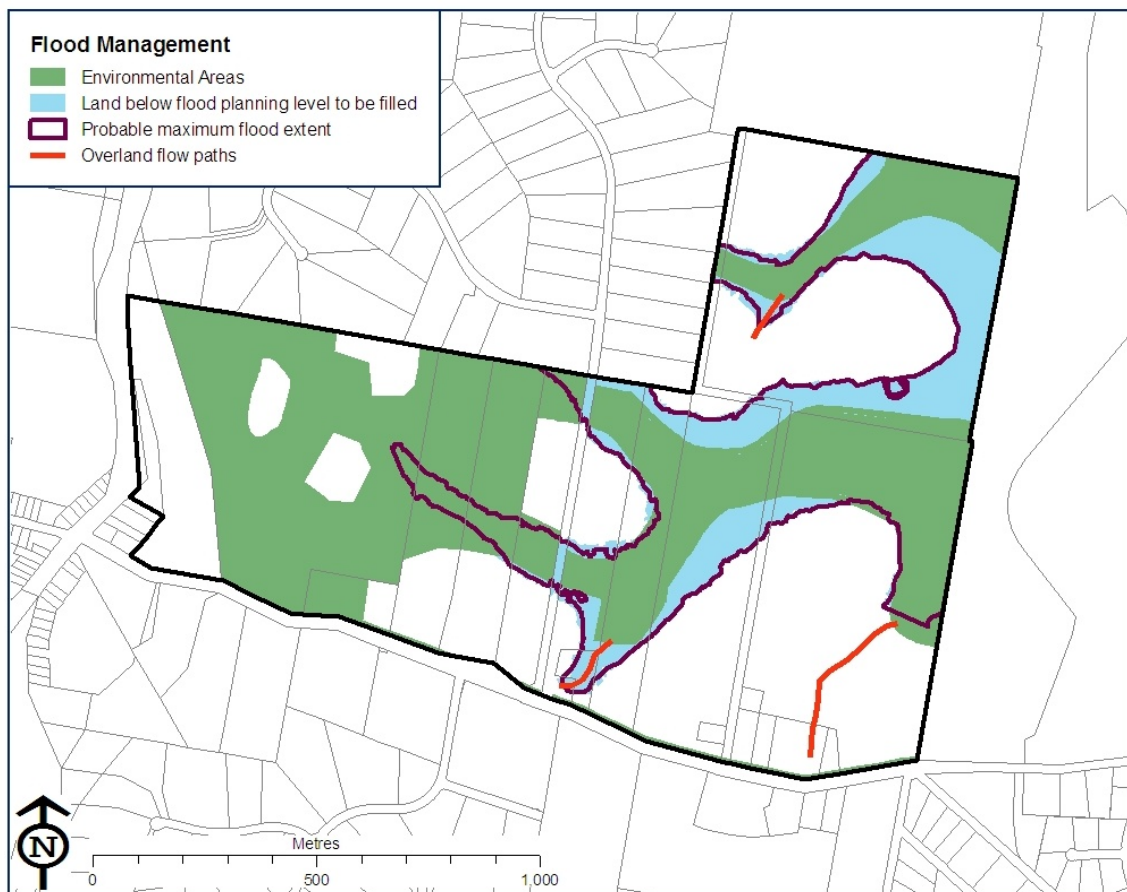 Flood Management
Environmental Areas
Land below flood planning level to be filled
Probable maximum flood extent
Overland flow paths
N
Metres
0 500 1,000